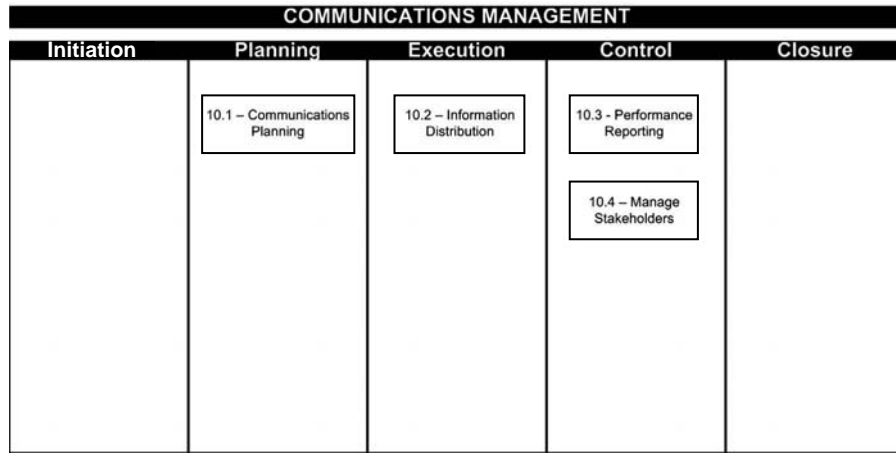 COMMUNICATIONS MANAGEMENT
Initiation Planning Execution Control Closure
10.1 – Communications
Planning
10.2 – Information
Distribution
10.3 - Performance
Reporting
10.4 – Manage
Stakeholders